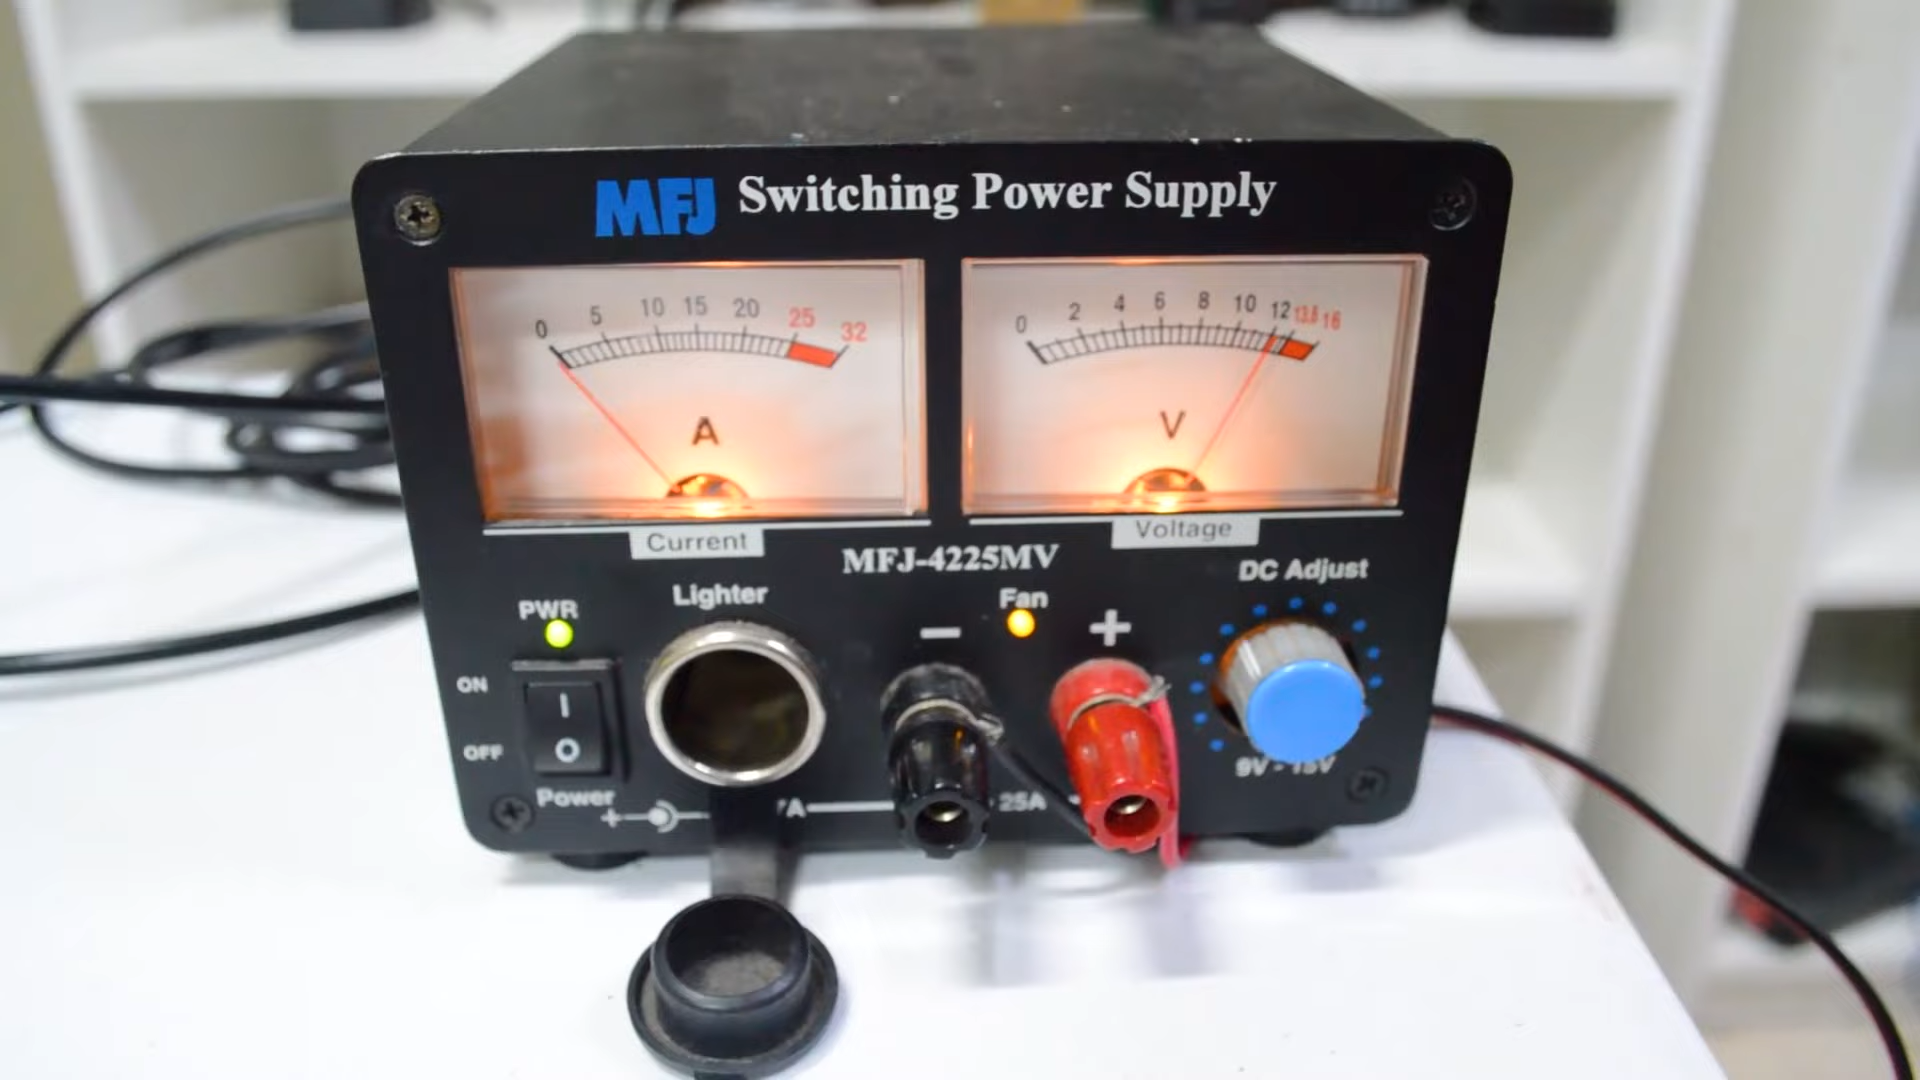 MFJ Switching Power Supply
0 5 10 15 20 25 32
A
0 2 4 6 8 10 12 13.8 16
V
Current
Voltage
MFJ-4225MV
DC Adjust
PWR
Lighter
Fan
- +
ON
I
OFF
O
Power
+
25A
9V - 15V